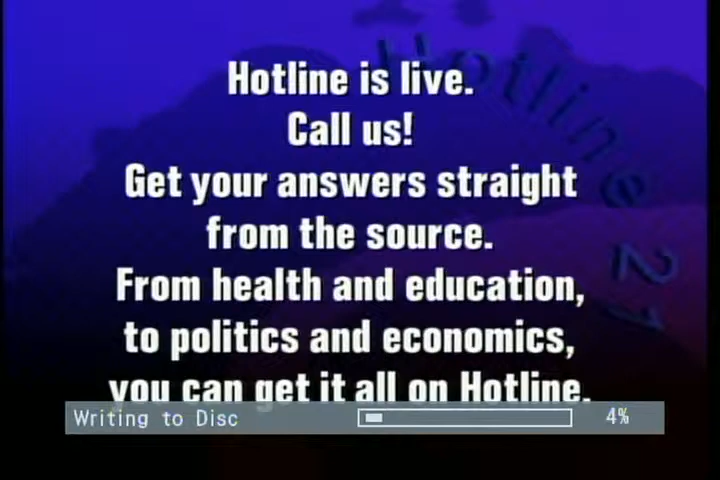 Hotline is live.
Call us!
Get your answers straight
from the source.
From health and education,
to politics and economics,
you can get it all on Hotline.
Writing to Disc 4%
Hotline 21